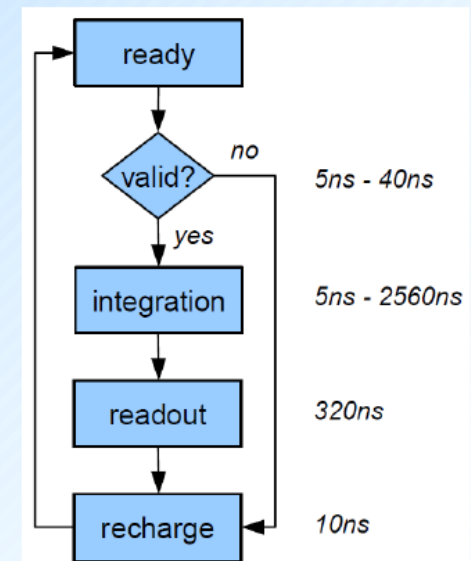 ready
no
valid?
5ns - 40ns
yes
integration
5ns - 2560ns
readout
320ns
recharge
10ns